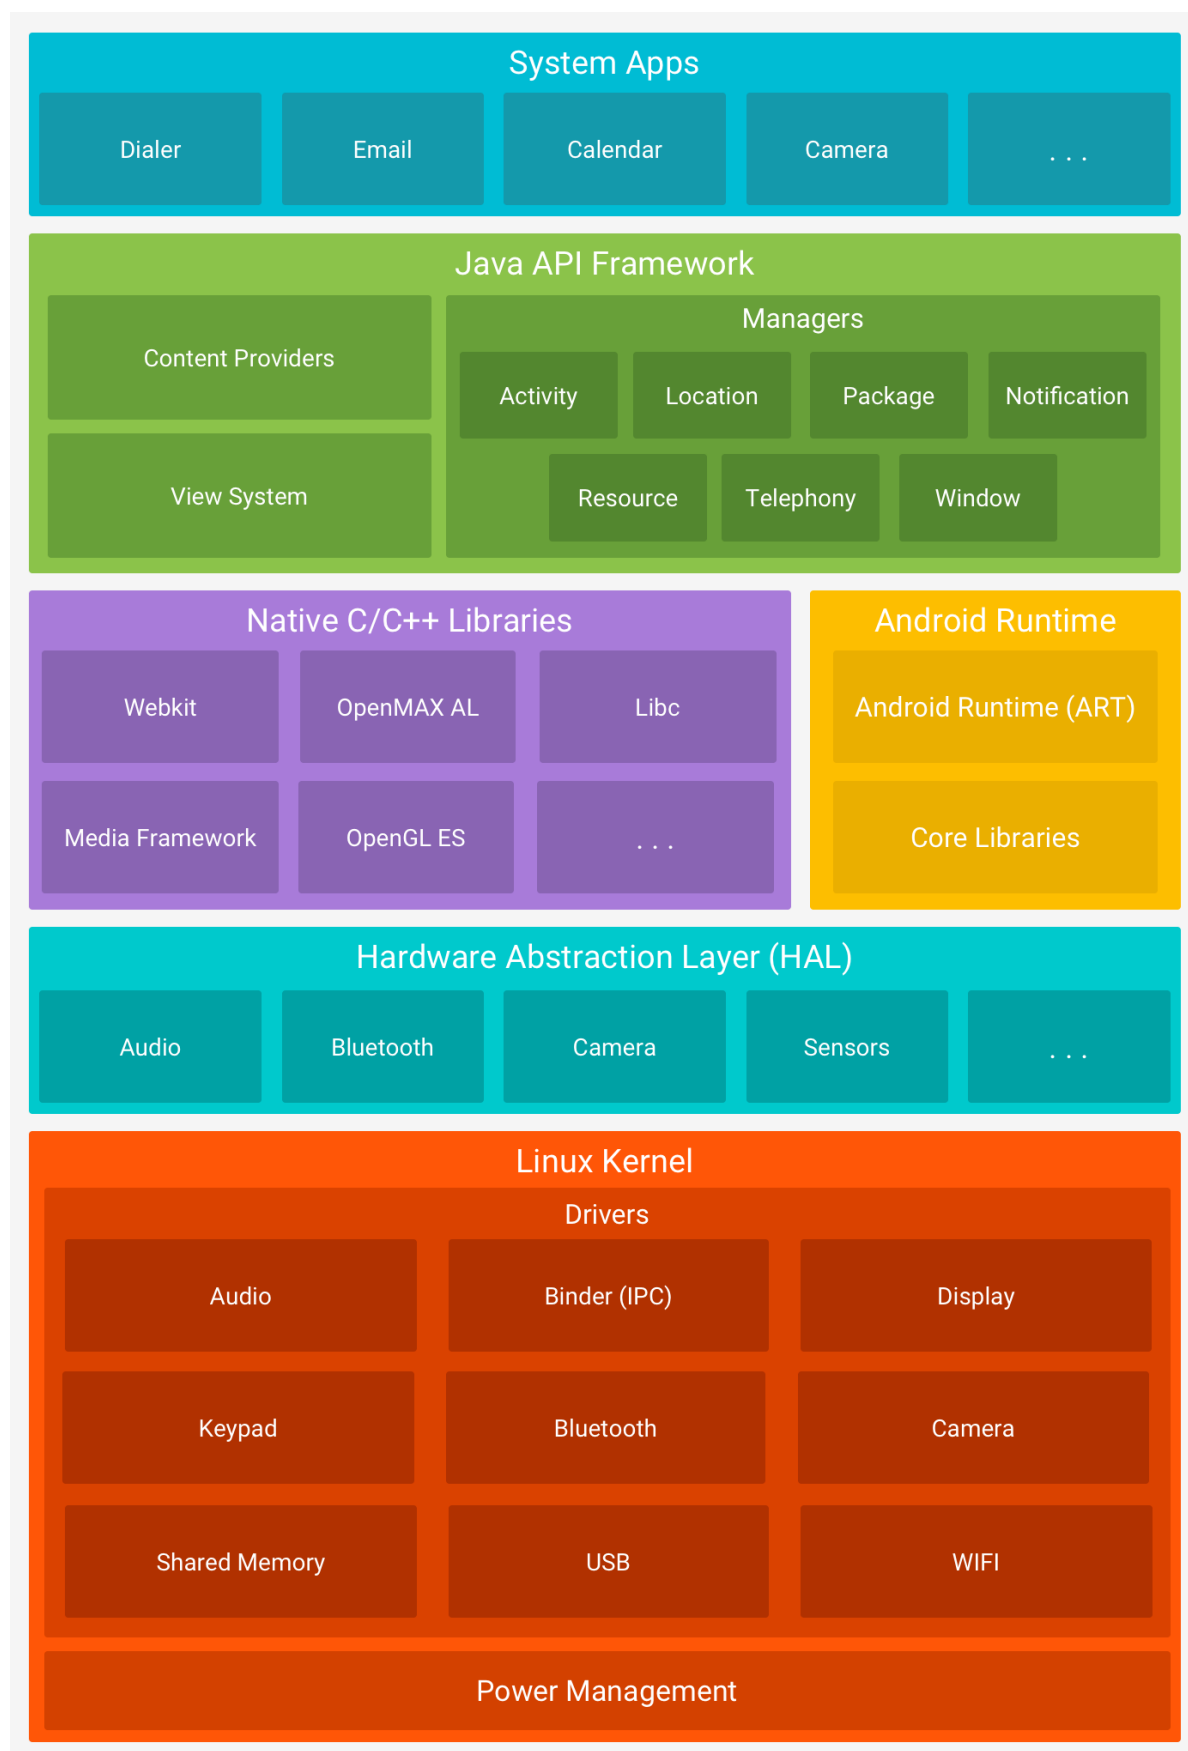 System Apps
Dialer
Email
Calendar
Camera
. . .
Java API Framework
Content Providers
View System
Managers
Activity
Location
Package
Notification
Resource
Telephony
Window
Native C/C++ Libraries
Webkit
OpenMAX AL
Libc
Media Framework
OpenGL ES
. . .
Android Runtime
Android Runtime (ART)
Core Libraries
Hardware Abstraction Layer (HAL)
Audio
Bluetooth
Camera
Sensors
. . .
Linux Kernel
Drivers
Audio
Binder (IPC)
Display
Keypad
Bluetooth
Camera
Shared Memory
USB
WIFI
Power Management